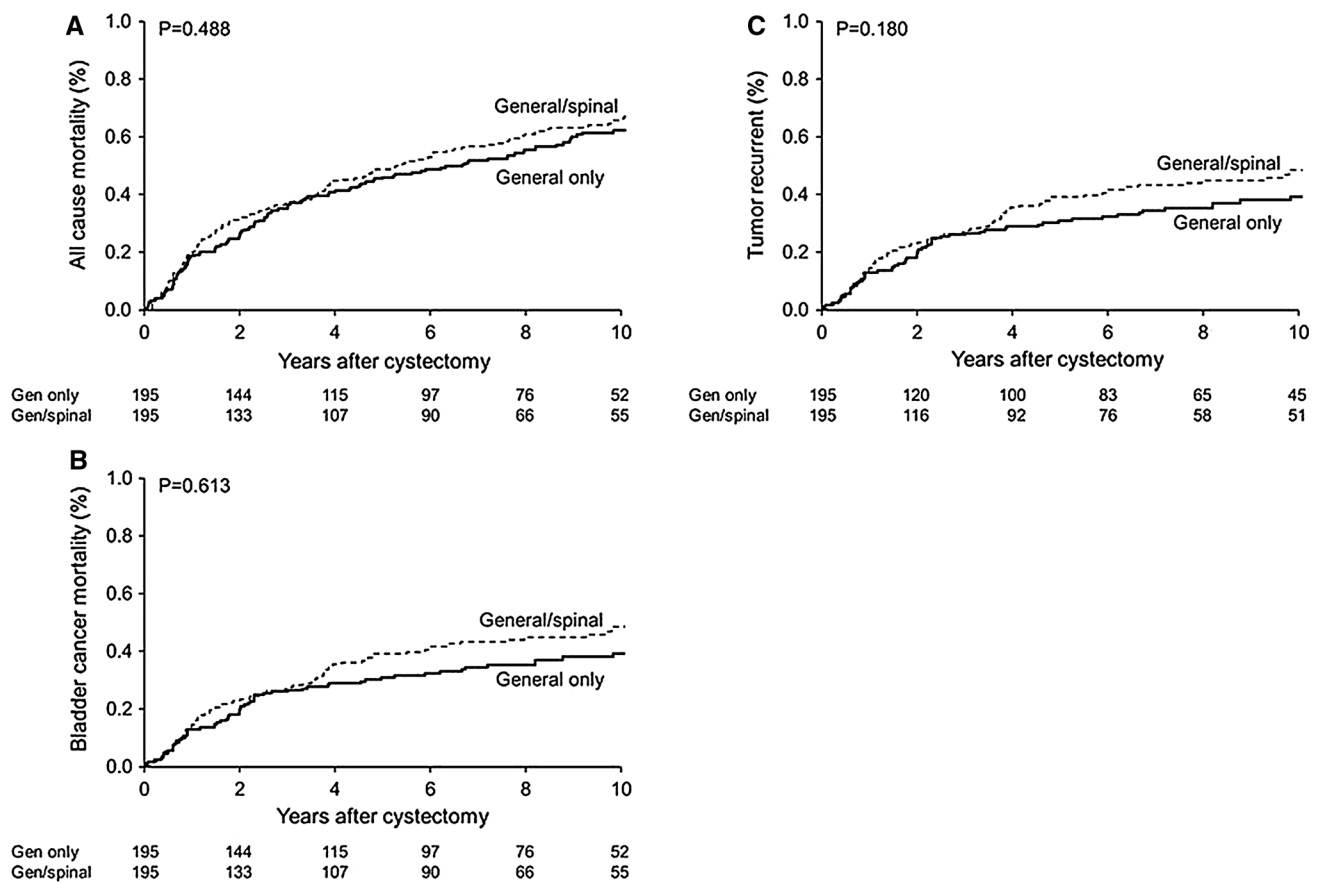 A
P=0.488
1.0
0.8
0.6
0.4
0.2
0.0
All cause mortality (%)
General/spinal
General only
0 2 4 6 8 10
Years after cystectomy
Gen only 195 144 115 97 76 52
Gen/spinal 195 133 107 90 66 55
B
P=0.613
1.0
0.8
0.6
0.4
0.2
0.0
Bladder cancer mortality (%)
General/spinal
General only
0 2 4 6 8 10
Years after cystectomy
Gen only 195 144 115 97 76 52
Gen/spinal 195 133 107 90 66 55
C
P=0.180
1.0
0.8
0.6
0.4
0.2
0.0
Tumor recurrent (%)
General/spinal
General only
0 2 4 6 8 10
Years after cystectomy
Gen only 195 120 100 83 65 45
Gen/spinal 195 116 92 76 58 51